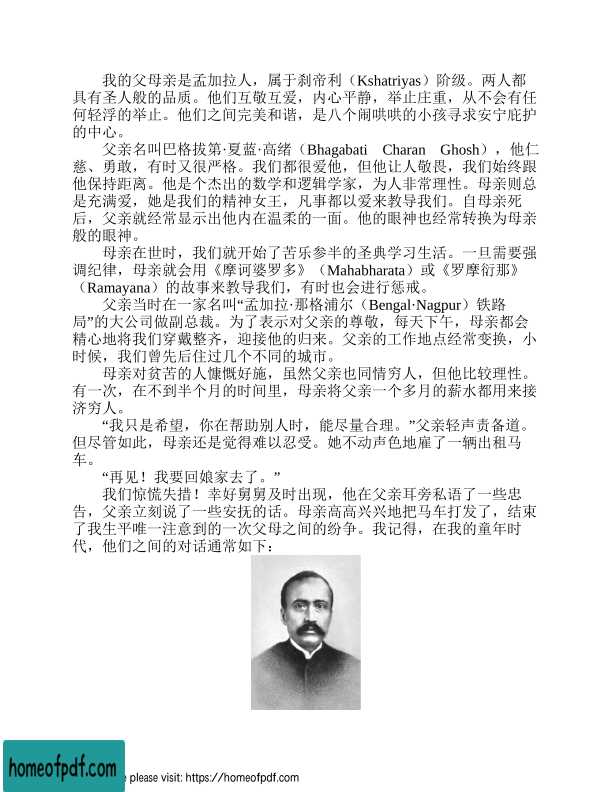 我的父母亲是孟加拉人，属于刹帝利（Kshatriyas）阶级。两人都
具有圣人般的品质。他们互敬互爱，内心平静，举止庄重，从不会有任
何轻浮的举止。他们之间完美和谐，是八个闹哄哄的小孩寻求安宁庇护
的中心。
父亲名叫巴格拔第·夏蓝·高绪（Bhagabati Charan Ghosh），他仁
慈、勇敢，有时又很严格。我们都很爱他，但他让人敬畏，我们始终跟
他保持距离。他是个杰出的数学和逻辑学家，为人非常理性。母亲则总
是充满爱，她是我们的精神女王，凡事都以爱来教导我们。自母亲死
后，父亲就经常显示出他内在温柔的一面。他的眼神也经常转换为母亲
般的眼神。
母亲在世时，我们就开始了苦乐参半的圣典学习生活。一旦需要强
调纪律，母亲就会用《摩诃婆罗多》（Mahabharata）或《罗摩衍那》
（Ramayana）的故事来教导我们，有时也会进行惩戒。
父亲当时在一家名叫“孟加拉·那格浦尔（Bengal·Nagpur）铁路
局”的大公司做副总裁。为了表示对父亲的尊敬，每天下午，母亲都会
精心地将我们穿戴整齐，迎接他的归来。父亲的工作地点经常变换，小
时候，我们曾先后住过几个不同的城市。
母亲对贫苦的人慷慨好施，虽然父亲也同情穷人，但他比较理性。
有一次，在不到半个月的时间里，母亲将父亲一个多月的薪水都用来接
济穷人。
“我只是希望，你在帮助别人时，能尽量合理。”父亲轻声责备道。
但尽管如此，母亲还是觉得难以忍受。她不动声色地雇了一辆出租马
车。
“再见！我要回娘家去了。”
我们惊慌失措！幸好舅舅及时出现，他在父亲耳旁私语了一些忠
告，父亲立刻说了一些安抚的话。母亲高高兴兴地把马车打发了，结束
了我生平唯一注意到的一次父母之间的纷争。我记得，在我的童年时
代，他们之间的对话通常如下：
homeofpdf.com
please visit: https://homeofpdf.com